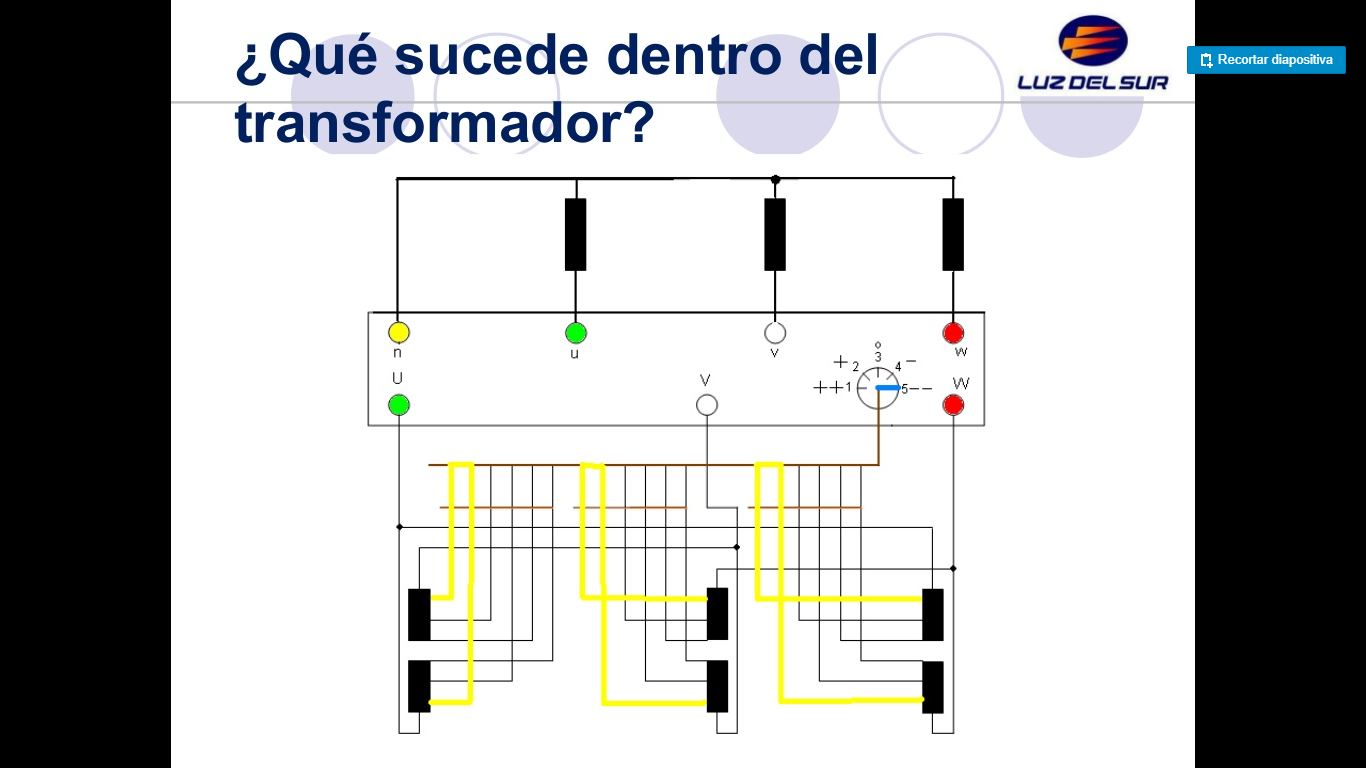 ¿Qué sucede dentro del
transformador?
LUZ DEL SUR
Recortar diapositiva
n
u
v
w
U
V
W
o
3
+ 2
4 -
++ 1
5 --